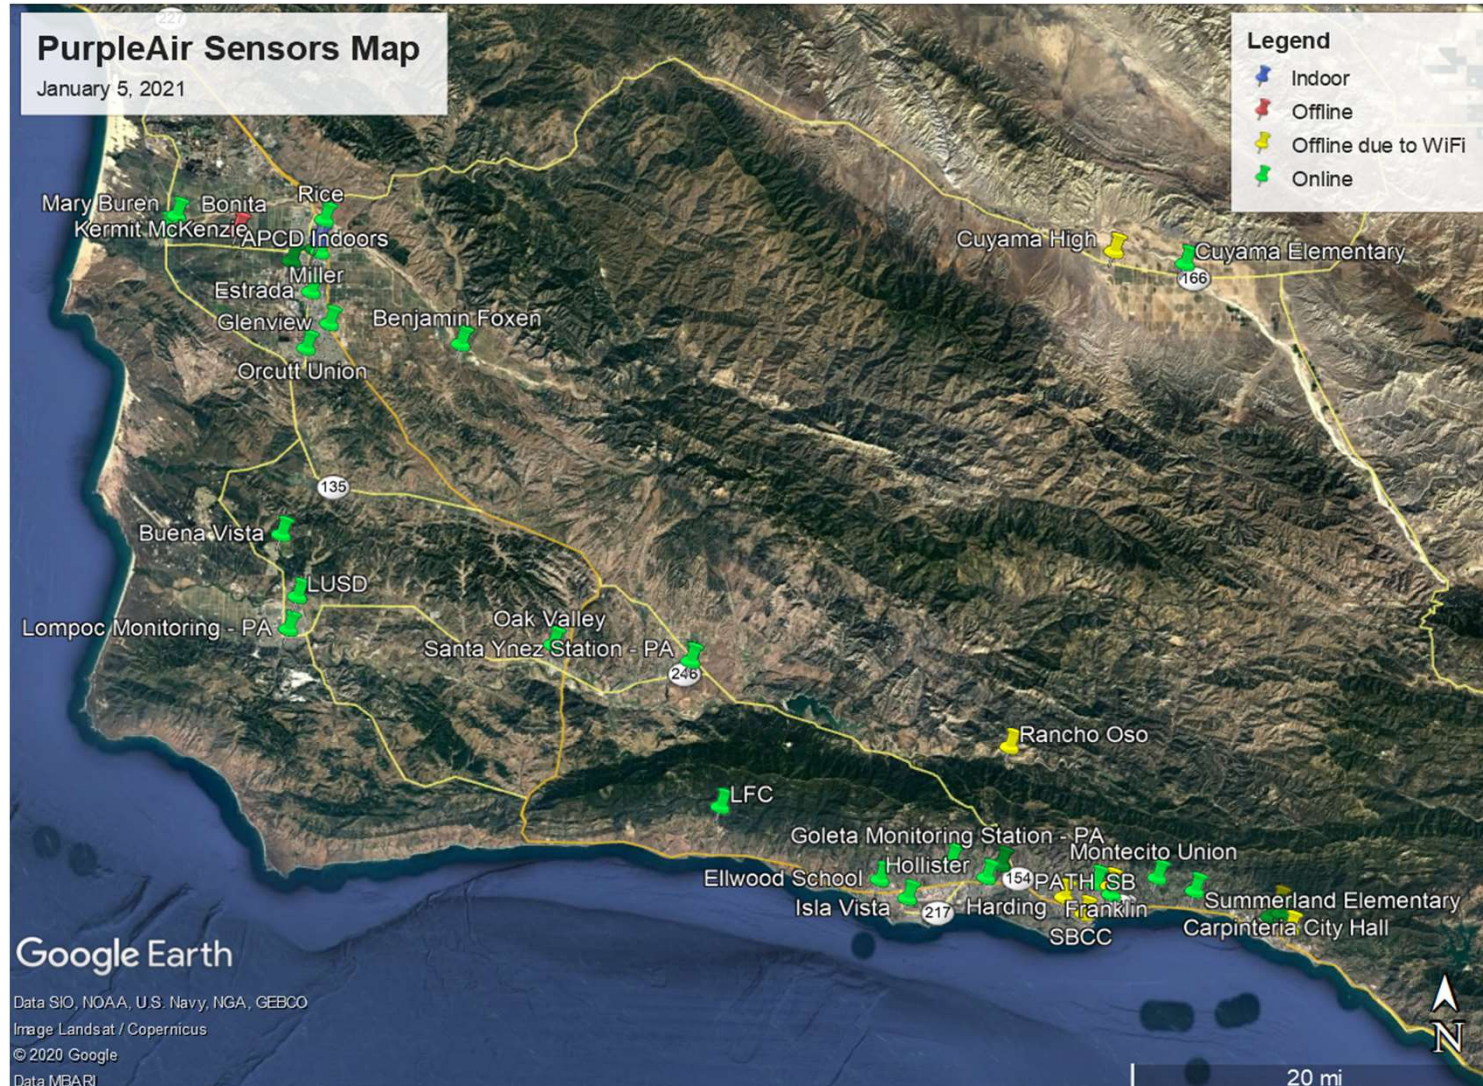 227
PurpleAir Sensors Map
January 5, 2021
Legend
Indoor
Offline
Offline due to WiFi
Online
Rice
Mary Buren
Bonita
Kermit McKenzie
APCD Indoors
Cuyama High
Cuyama Elementary
166
Miller
Estrada
Glenview
Benjamin Foxen
Orcutt Union
135
Buena Vista
LUSD
Lompoc Monitoring - PA
Oak Valley
Santa Ynez Station - PA
246
Rancho Oso
LFC
Goleta Monitoring Station - PA
Montecito Union
Hollister
Ellwood School
154
PATH SB
Isla Vista
217
Harding
Franklin
Summerland Elementary
Carpinteria City Hall
SBCC
Google Earth
Data SIO, NOAA, U.S. Navy, NGA, GEBCO
Image Landsat / Copernicus
© 2020 Google
Data MBARI
N
20 mi